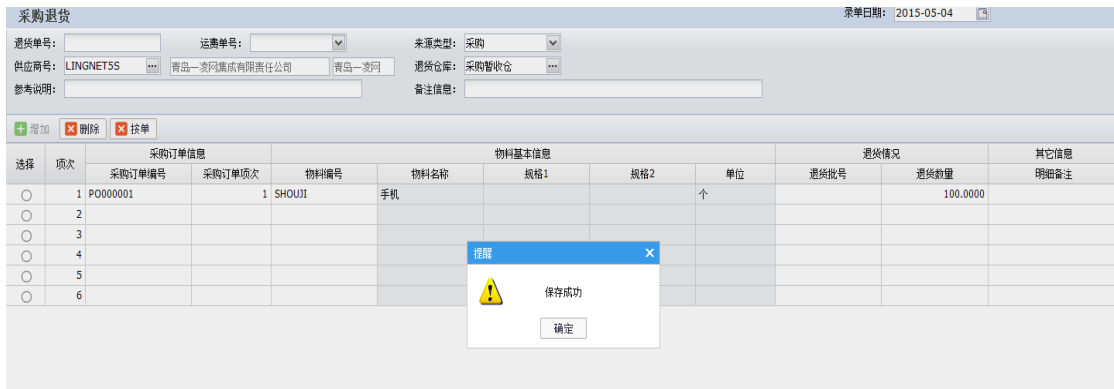 采购退货 录单日期: 2015-05-04
退货单号: 运费单号: 来源类型: 采购
供应商号: LINGNET5S ... 青岛一凌网集成有限责任公司 青岛一凌网 退货仓库: 采购暂收仓 ...
参考说明: 备注信息:
增加 删除 按单
选择 项次 采购订单信息 物料基本信息 退货情况 其它信息
采购订单编号 采购订单项次 物料编号 物料名称 规格1 规格2 单位 退货批号 退货数量 明细备注
1 PO000001 1 SHOUJI 手机 个 100.0000
2
3
4
5
6
提醒 X
保存成功
确定